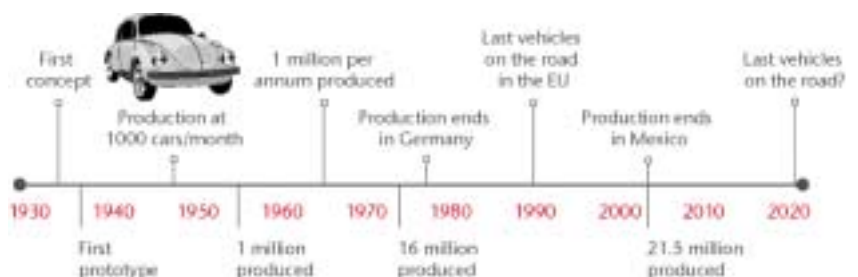 First
concept
1 million per
annum produced
Last vehicles
on the road
in the EU
Last vehicles
on the road?
Production at
1000 cars/month
Production ends
in Germany
Production ends
in Mexico
1930 1940 1950 1960 1970 1980 1990 2000 2010 2020
First
prototype
1 million
produced
16 million
produced
21.5 million
produced